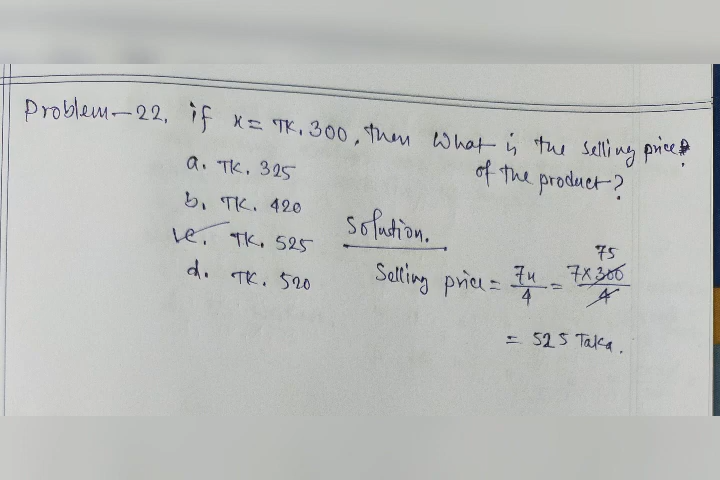 Problem-22. if x = TK. 300, then What is the selling price
of the product?
a. TK. 325
b. TK. 420
c. TK. 525
d. TK. 520
Solution.
Selling price = 7x/4 = 7×300/4
75
= 525 Taka.